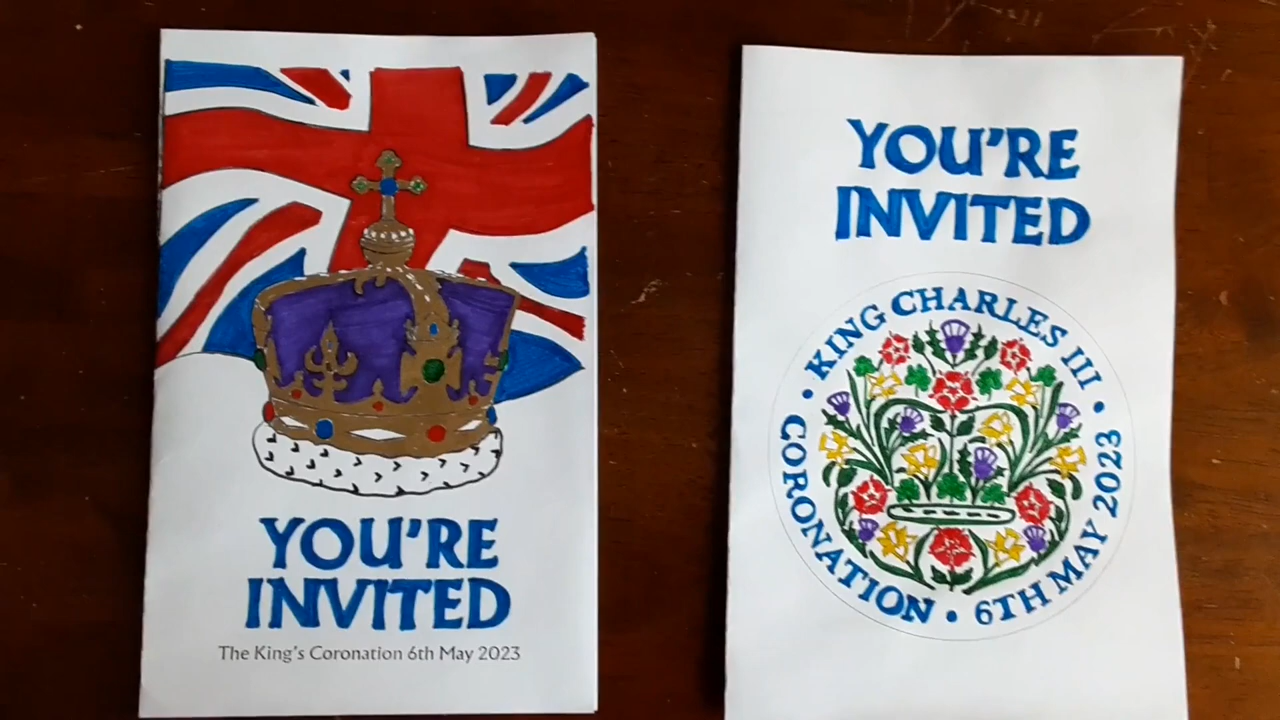 YOU'RE
INVITED
The King's Coronation 6th May 2023
YOU'RE
INVITED
• KING CHARLES III •
CORONATION • 6TH MAY 2023